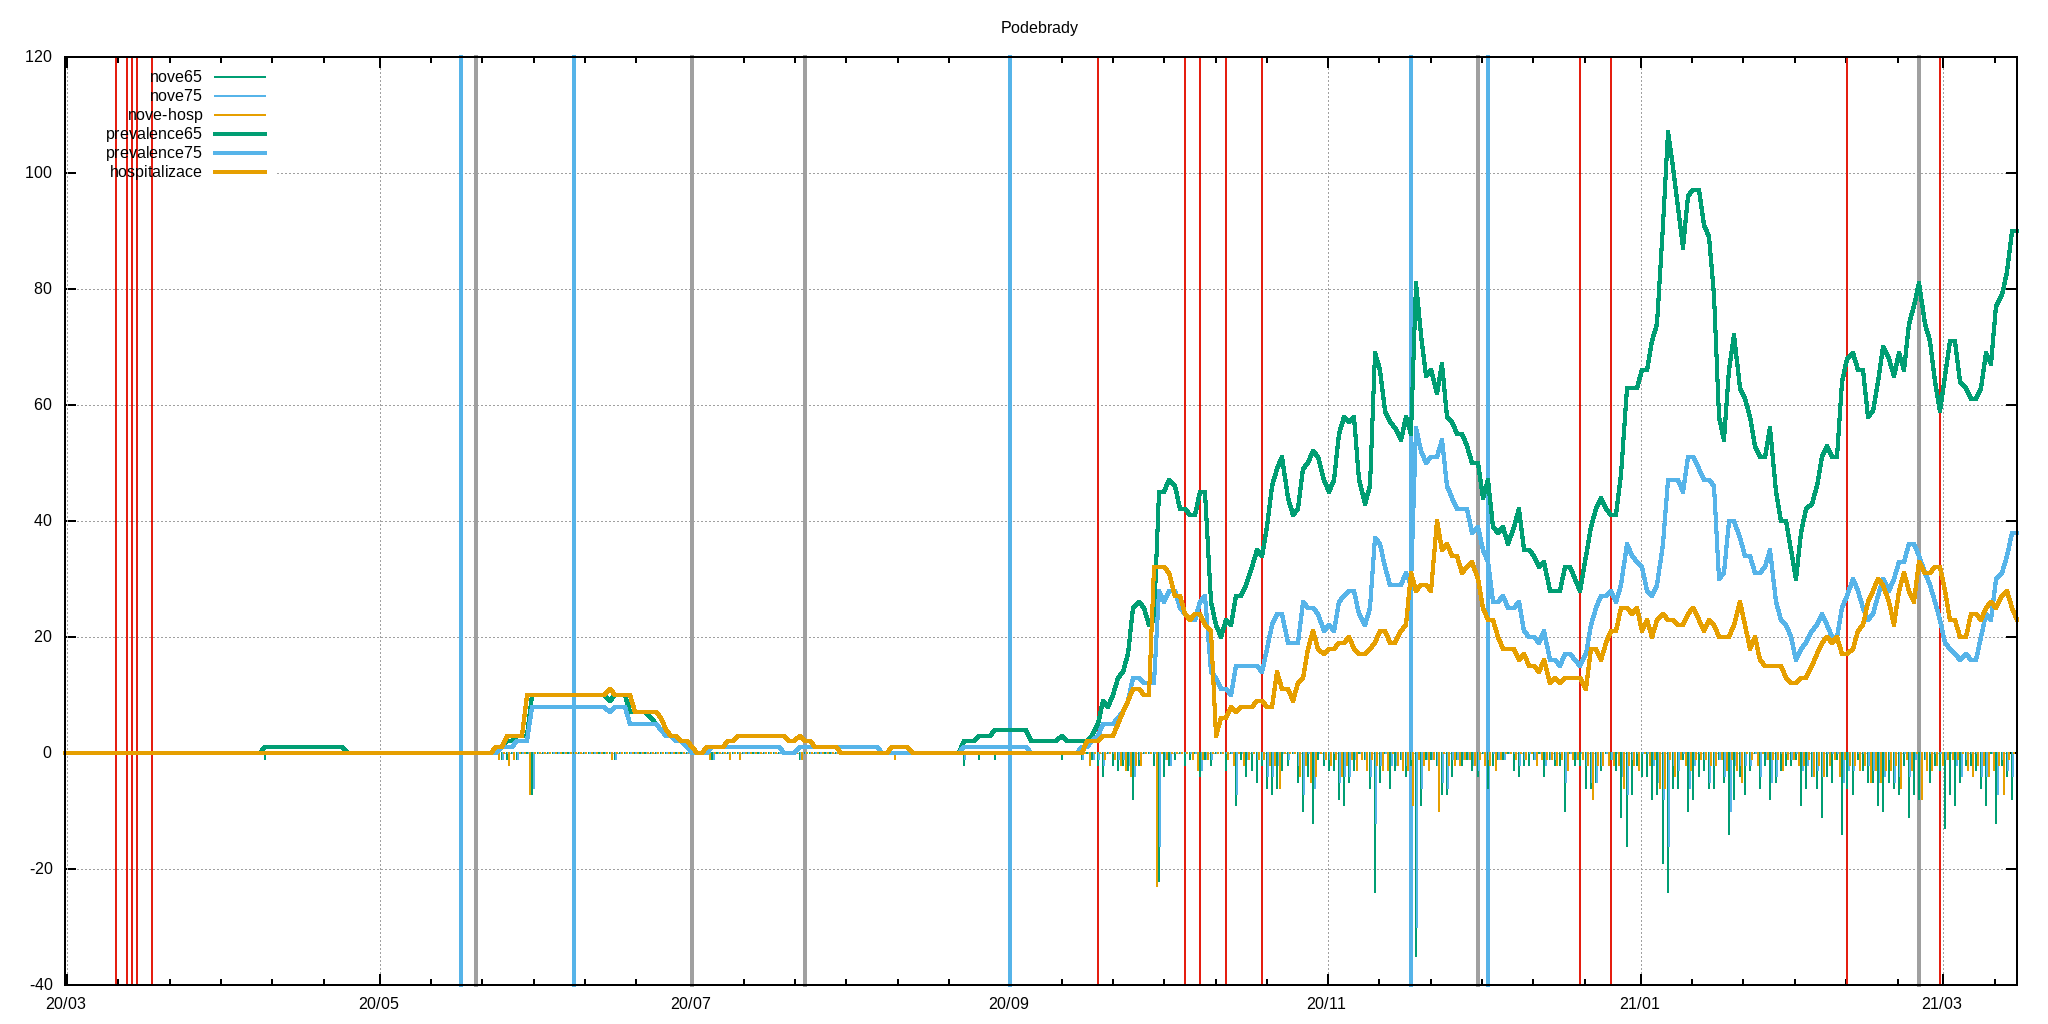 Podebrady
120
100
80
60
40
20
0
-20
-40
nove65
nove75
nove-hosp
prevalence65
prevalence75
hospitalizace
20/03 20/05 20/07 20/09 20/11 21/01 21/03